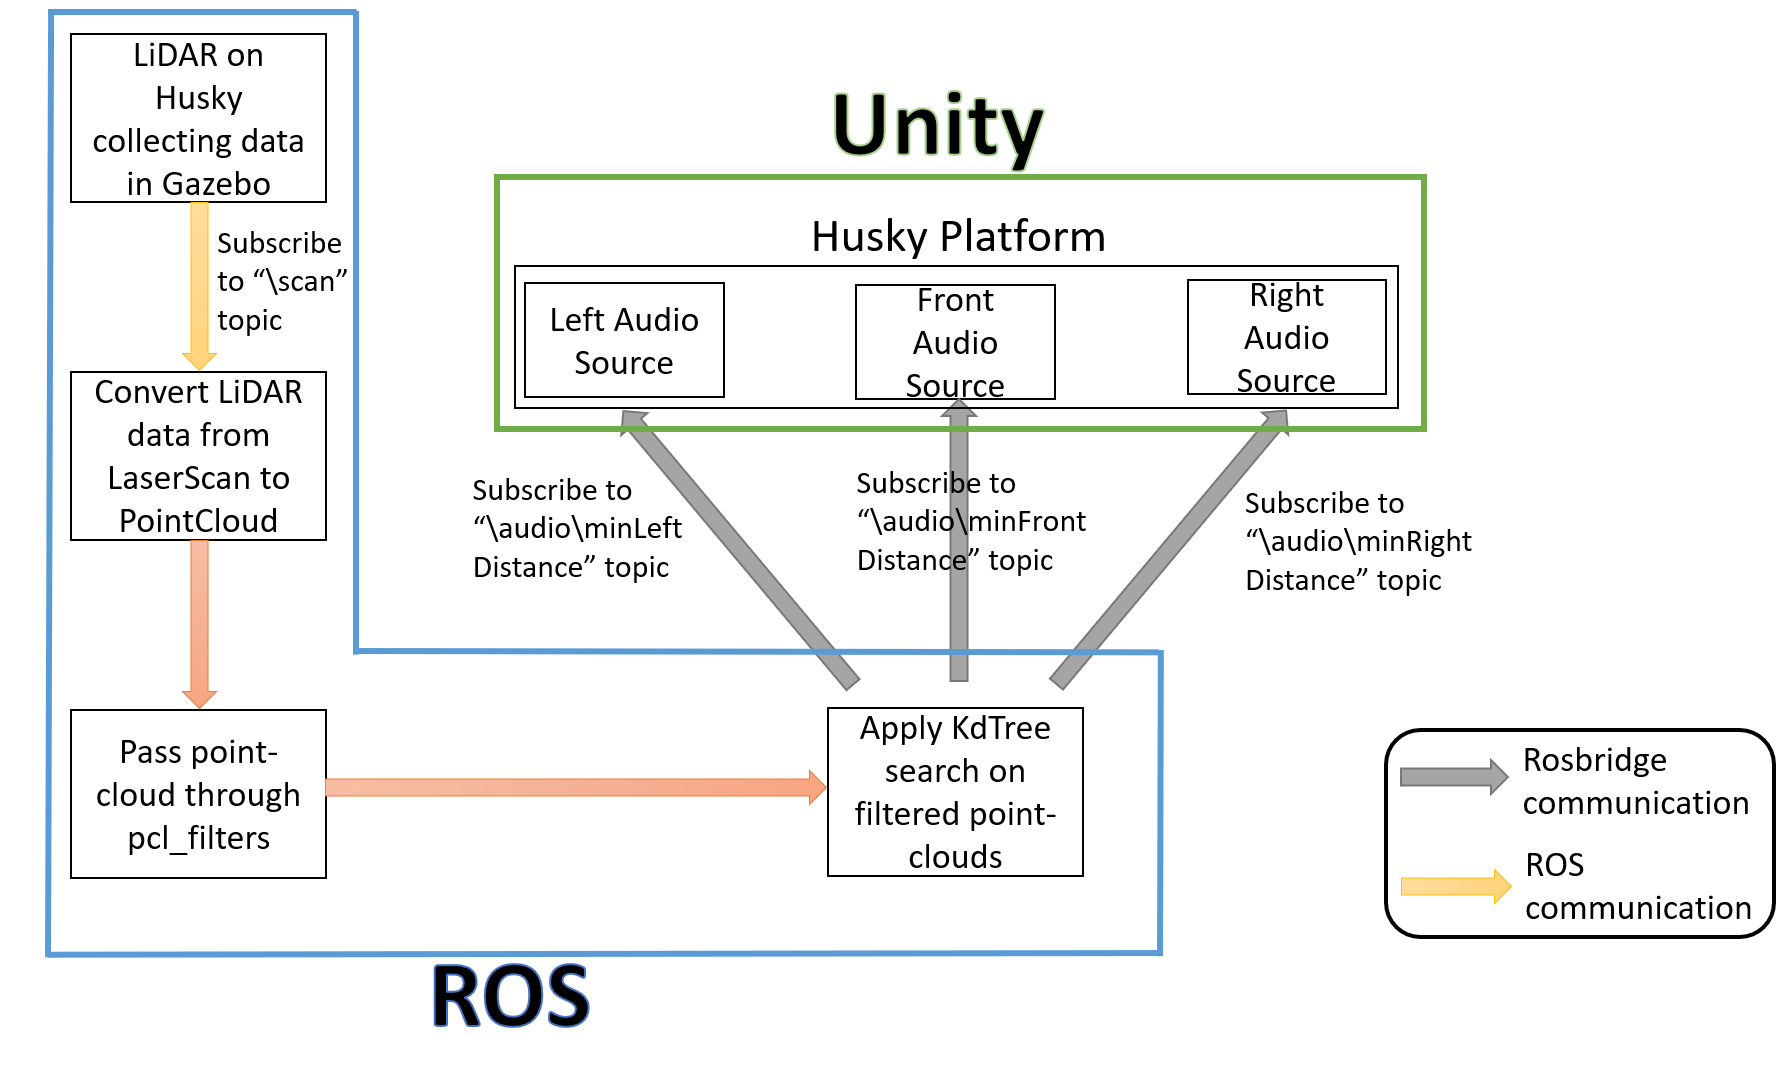 LiDAR on
Husky
collecting data
in Gazebo
Subscribe
to “\scan”
topic
Convert LiDAR
data from
LaserScan to
PointCloud
Pass point-
cloud through
pcl_filters
Apply KdTree
search on
filtered point-
clouds
ROS
Unity
Husky Platform
Left Audio
Source
Front
Audio
Source
Right
Audio
Source
Subscribe to
“\audio\minLeft
Distance” topic
Subscribe to
“\audio\minFront
Distance” topic
Subscribe to
“\audio\minRight
Distance” topic
Rosbridge
communication
ROS
communication